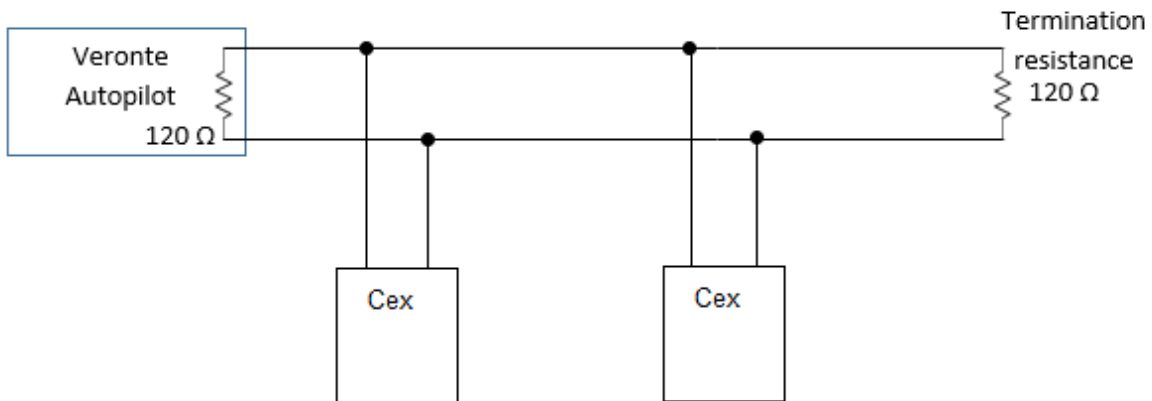 Veronte
Autopilot
120 Ω
Termination
resistance
120 Ω
Cex
Cex